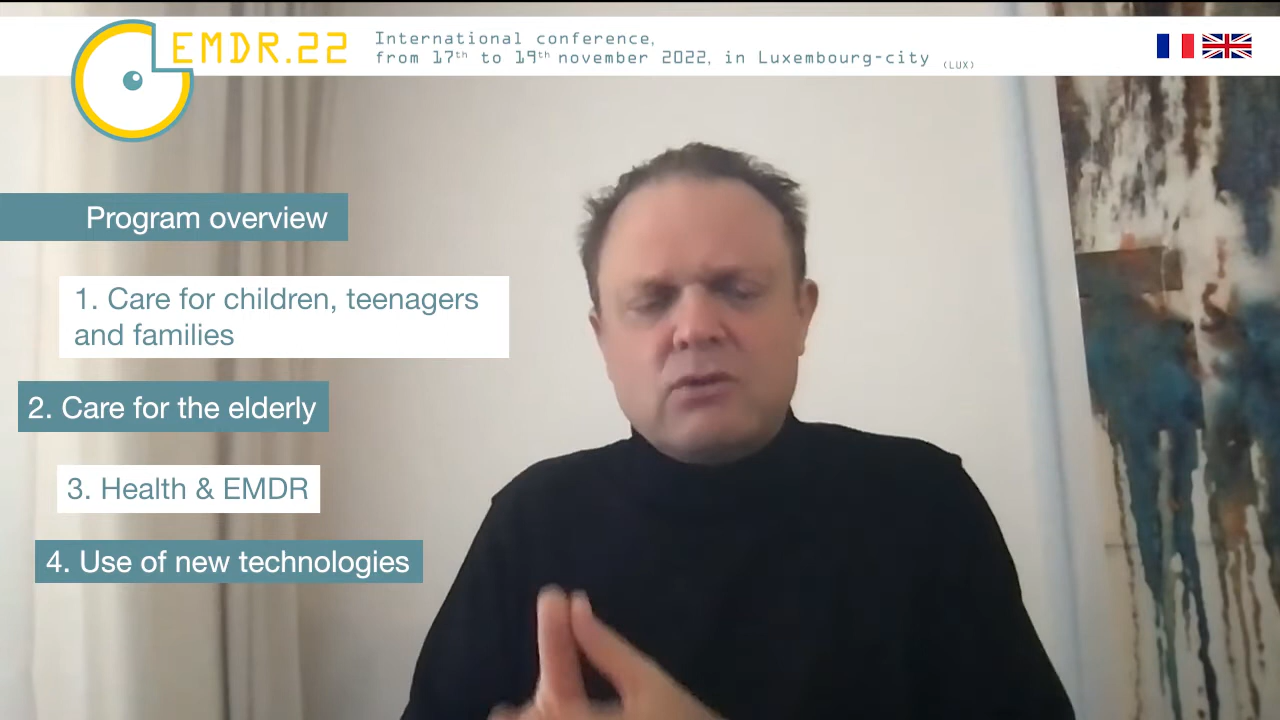 EMDR.22
International conference,
from 17th to 19th november 2022, in Luxembourg-city (LUX)
Program overview
1. Care for children, teenagers
and families
2. Care for the elderly
3. Health & EMDR
4. Use of new technologies